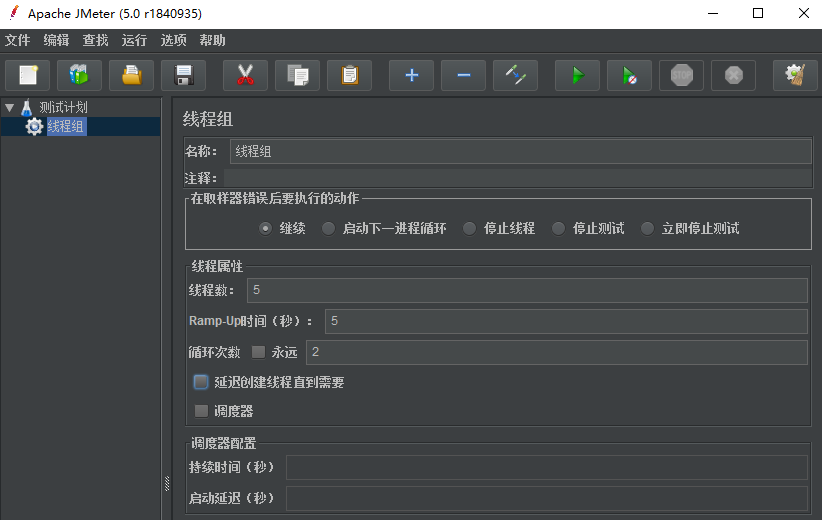 Apache JMeter (5.0 r1840935)
文件 编辑 查找 运行 选项 帮助
STOP
测试计划
线程组
线程组
名称： 线程组
注释：
在取样器错误后要执行的动作
继续 启动下一进程循环 停止线程 停止测试 立即停止测试
线程属性
线程数： 5
Ramp-Up时间（秒）： 5
循环次数 永远 2
延迟创建线程直到需要
调度器
调度器配置
持续时间（秒）
启动延迟（秒）